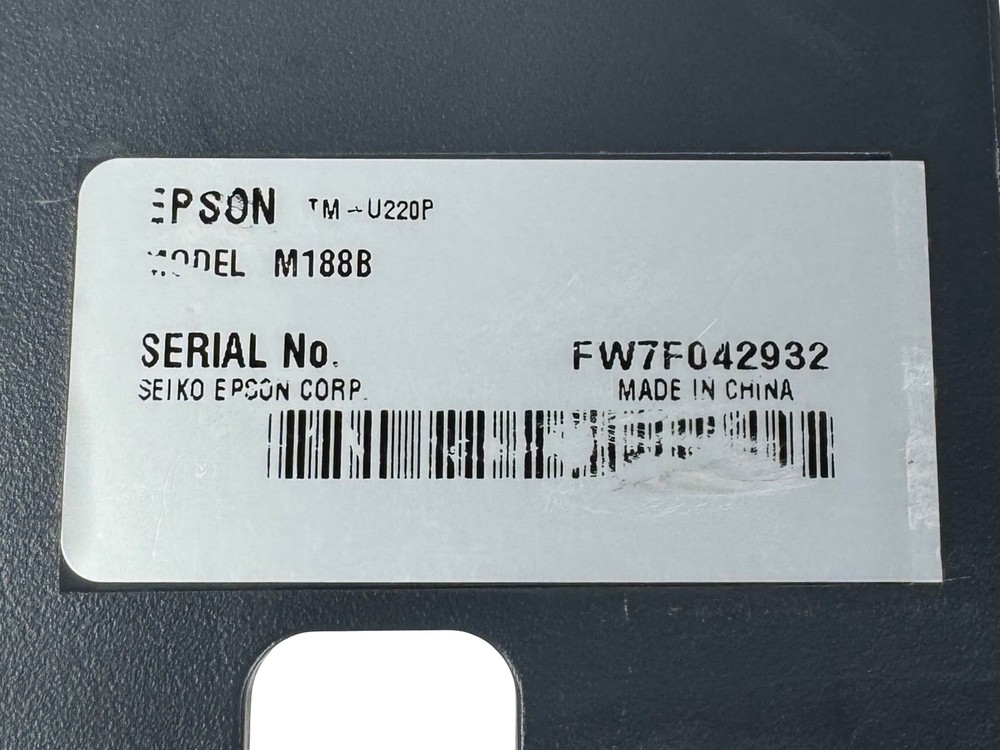 EPSON TM-U220P
MODEL M188B
SERIAL No. FW7F042932
SEIKO EPSON CORP. MADE IN CHINA